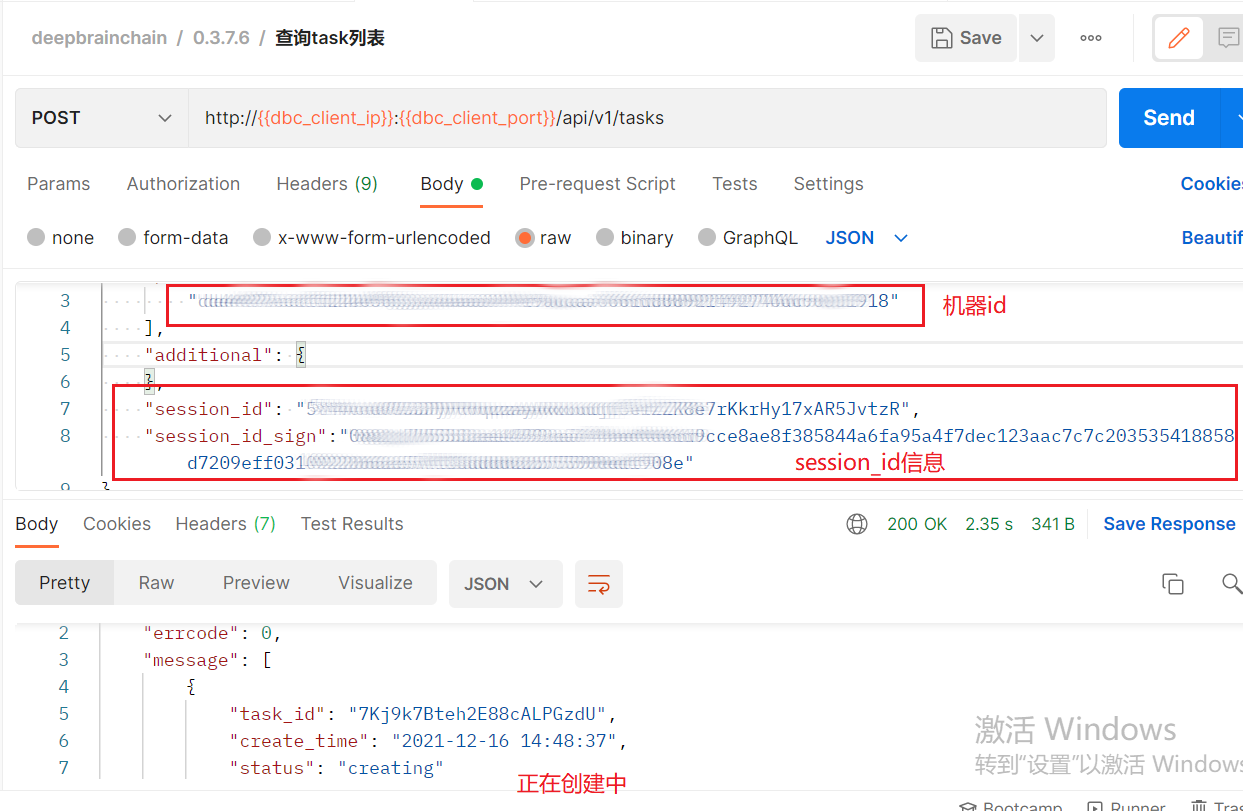 deepbrainchain / 0.3.7.6 / 查询task列表
Save
POST
http://{{dbc_client_ip}}:{{dbc_client_port}}/api/v1/tasks
Send
Params Authorization Headers (9) Body Pre-request Script Tests Settings Cookies
none form-data x-www-form-urlencoded raw binary GraphQL JSON Beautif
3 918" 机器id
4 ],
5 "additional": {
6 },
7 "session_id": "5 e7rKkrHy17xAR5JvtzR",
8 "session_id_sign":"0 9cce8ae8f385844a6fa95a4f7dec123aac7c7c203535418858
d7209eff031 908e" session_id信息
9 }
Body Cookies Headers (7) Test Results 200 OK 2.35 s 341 B Save Response
Pretty Raw Preview Visualize JSON
2 "errcode": 0,
3 "message": [
4 {
5 "task_id": "7Kj9k7Bteh2E88cALPGzdU",
6 "create_time": "2021-12-16 14:48:37",
7 "status": "creating"
正在创建中
激活 Windows
转到"设置"以激活 Windows
Bootcamp Runner Tras